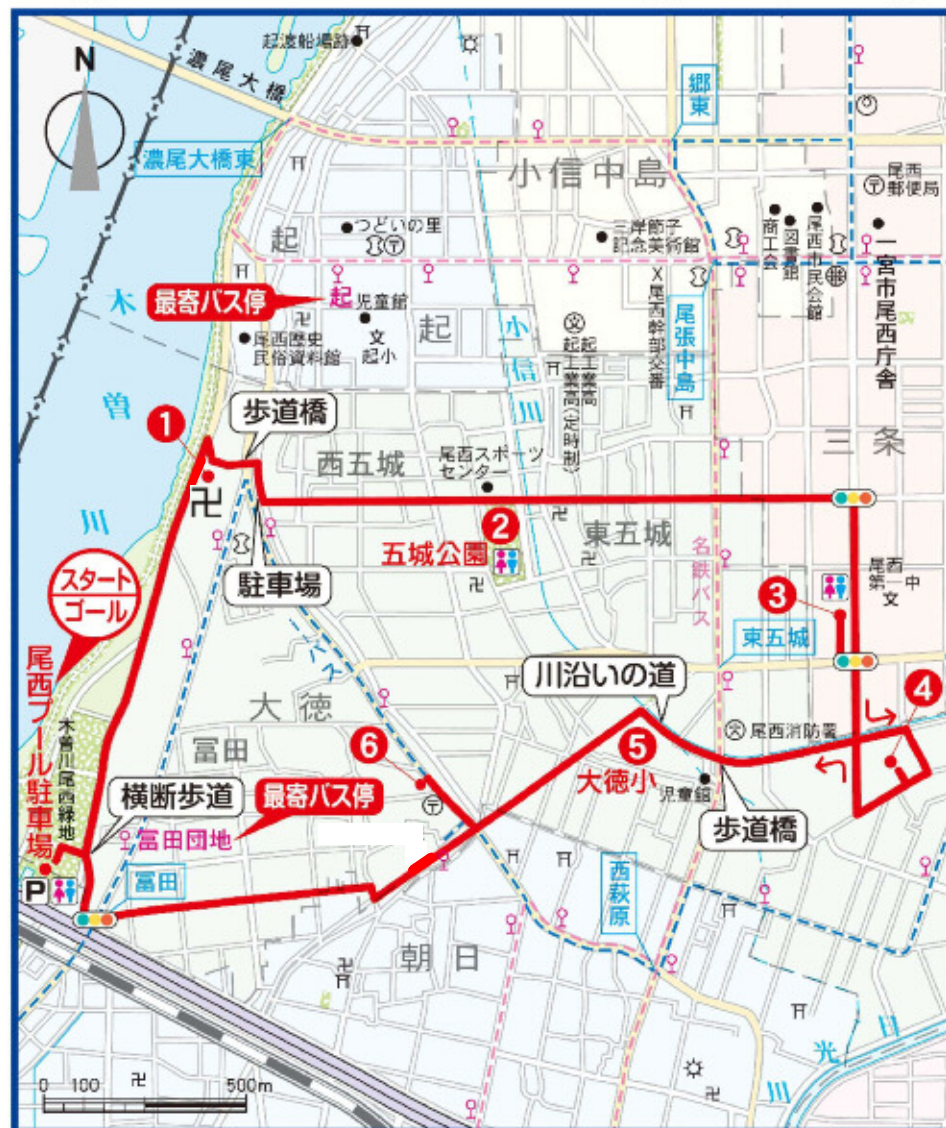 N
起渡船場跡
濃尾大橋
濃尾大橋東
郷東
小信中島
尾西
郵便局
つどいの里
三岸節子
記念美術館
商工会
図書館
尾西市民会館
一宮市尾西庁舎
起
最寄バス停
起
児童館
文
起小
起
尾西歴史
民俗資料館
木曽川
小信川
起工業高
起工業高(定時制)
X尾西幹部交番
尾張中島
三条
1
歩道橋
西五城
尾西スポーツ
センター
2
五城公園
東五城
駐車場
名鉄バス
尾西
第一中
文
3
東五城
スタート
ゴール
尾西プール駐車場
木曽川尾西緑地
バス
大徳
川沿いの道
4
尾西消防署
冨田
6
5
大徳小
児童館
歩道橋
横断歩道
最寄バス停
冨田団地
P
冨田
西萩原
朝日
日光川
0 100 500m